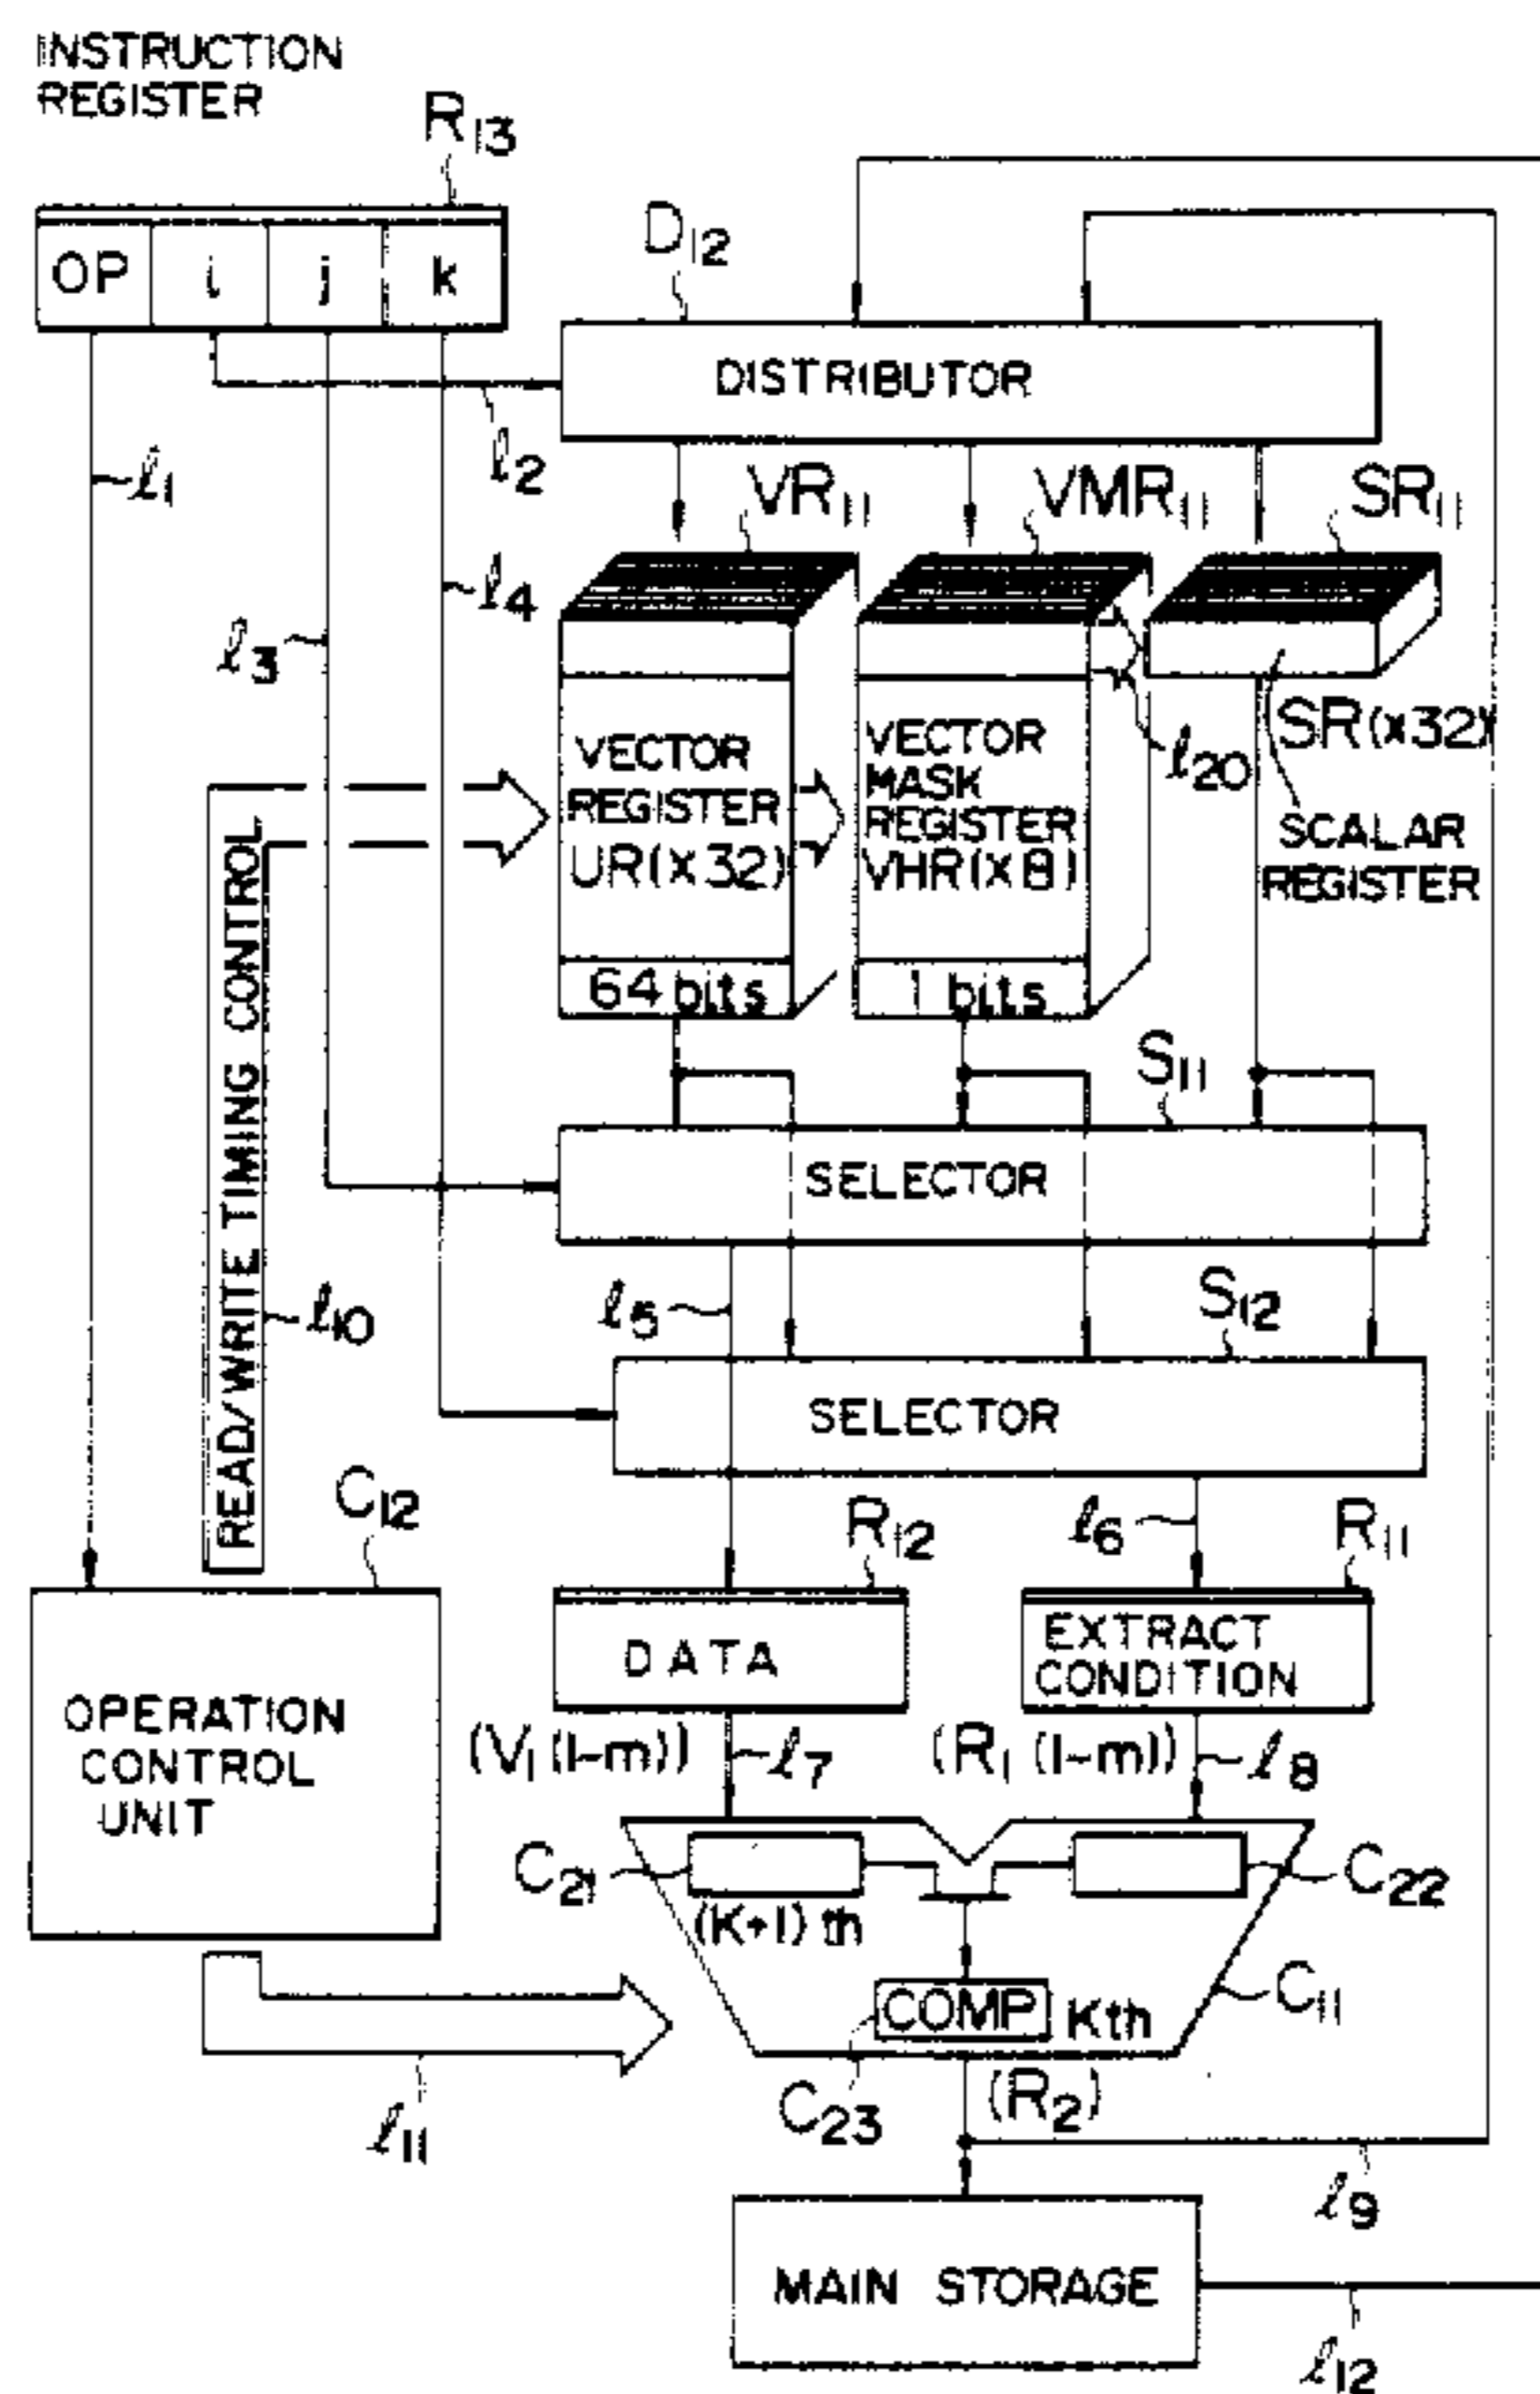 INSTRUCTION
REGISTER
R13
OP i j k
D12
DISTRIBUTOR
l1
l2
VR11
VMR11
SR11
l3
l4
VECTOR
REGISTER
UR(x32)
64 bits
VECTOR
MASK
REGISTER
VHR(x8)
1 bits
l20
SR(x32)
SCALAR
REGISTER
READ/WRITE TIMING CONTROL
l10
S11
SELECTOR
l5
S12
SELECTOR
C12
R12
l6
R11
DATA
EXTRACT
CONDITION
OPERATION
CONTROL
UNIT
(V1 (1-m))
l7
(R1 (1-m))
l8
C21
C22
(K+1)th
COMP
Kth
C11
C23
(R2)
l11
l9
MAIN STORAGE
l12